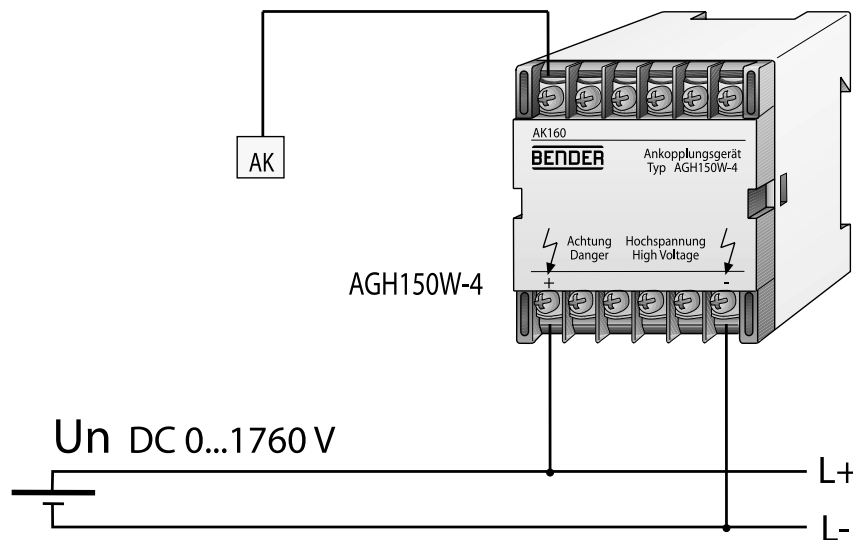 AK160
BENDER
Ankopplungsgerät
Typ AGH150W-4
AK
Achtung Hochspannung
Danger High Voltage
+ -
AGH150W-4
Un DC 0...1760 V
L+
L-